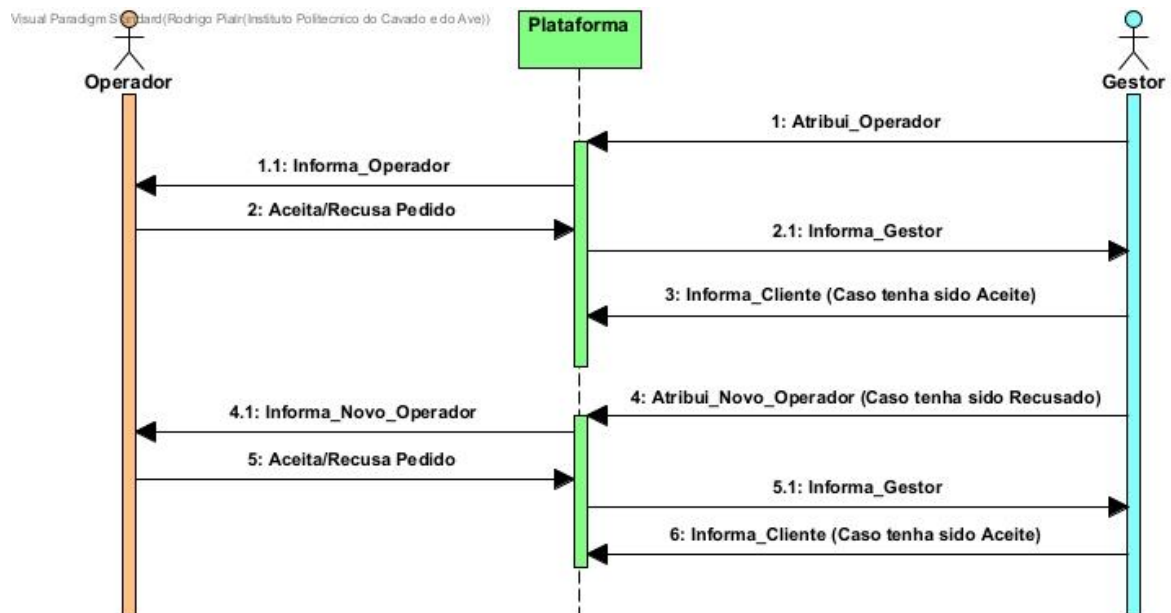 Visual Paradigm Standard(Rodrigo Plair(Instituto Politecnico do Cavado e do Ave))
Plataforma
Operador
Gestor
1: Atribui_Operador
1.1: Informa_Operador
2: Aceita/Recusa Pedido
2.1: Informa_Gestor
3: Informa_Cliente (Caso tenha sido Aceite)
4: Atribui_Novo_Operador (Caso tenha sido Recusado)
4.1: Informa_Novo_Operador
5: Aceita/Recusa Pedido
5.1: Informa_Gestor
6: Informa_Cliente (Caso tenha sido Aceite)